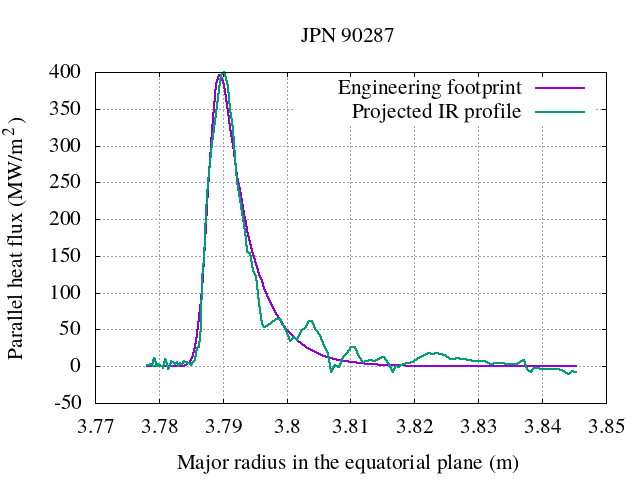 JPN 90287
Engineering footprint
Projected IR profile
Parallel heat flux (MW/m²)
400
350
300
250
200
150
100
50
0
-50
3.77 3.78 3.79 3.8 3.81 3.82 3.83 3.84 3.85
Major radius in the equatorial plane (m)